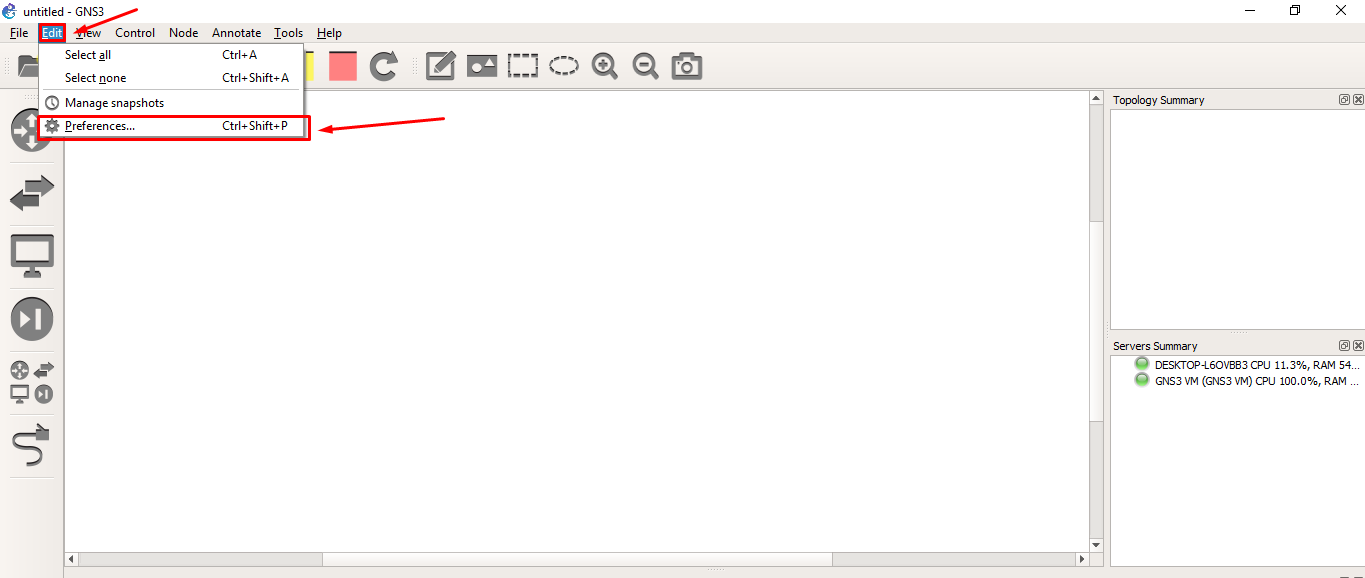 untitled - GNS3
File Edit View Control Node Annotate Tools Help
Select all Ctrl+A
Select none Ctrl+Shift+A
Manage snapshots
Preferences... Ctrl+Shift+P
Topology Summary
Servers Summary
DESKTOP-L6OVBB3 CPU 11.3%, RAM 54...
GNS3 VM (GNS3 VM) CPU 100.0%, RAM ...